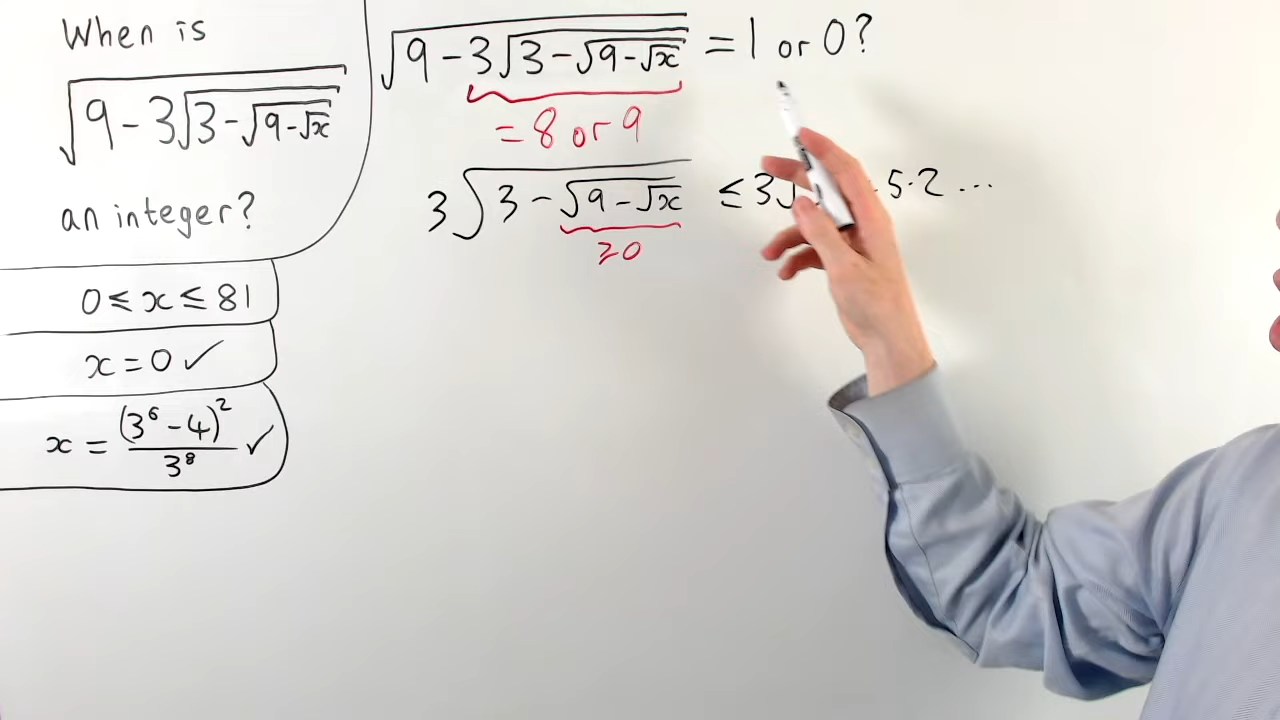 When is
√(9 - 3√(3 - √(9 - √x)))
an integer?
0 ≤ x ≤ 81
x = 0 ✓
x = (3⁶ - 4)² / 3⁸ ✓
√(9 - 3√(3 - √(9 - √x))) = 1 or 0?
= 8 or 9
3√(3 - √(9 - √x)) ≤ 3√ 5·2 ...
≥0